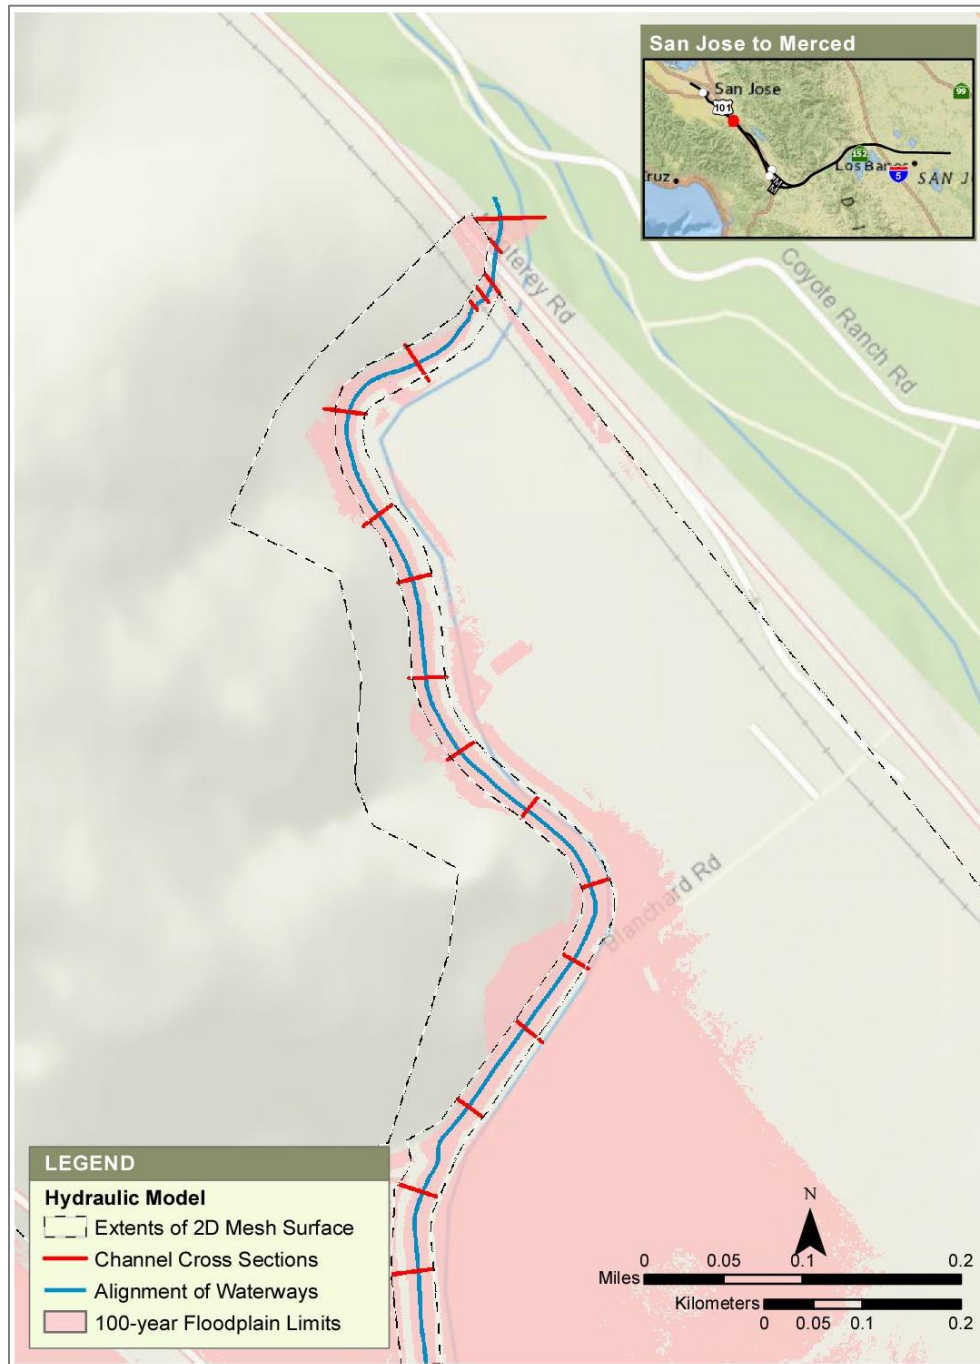 San Jose to Merced
San Jose
101
99
152
Los Banos
5
SAN J
ruz
D
terey Rd
Coyote Ranch Rd
Blanchard Rd
LEGEND
Hydraulic Model
Extents of 2D Mesh Surface
Channel Cross Sections
Alignment of Waterways
100-year Floodplain Limits
N
0 0.05 0.1 0.2
Miles
Kilometers
0 0.05 0.1 0.2